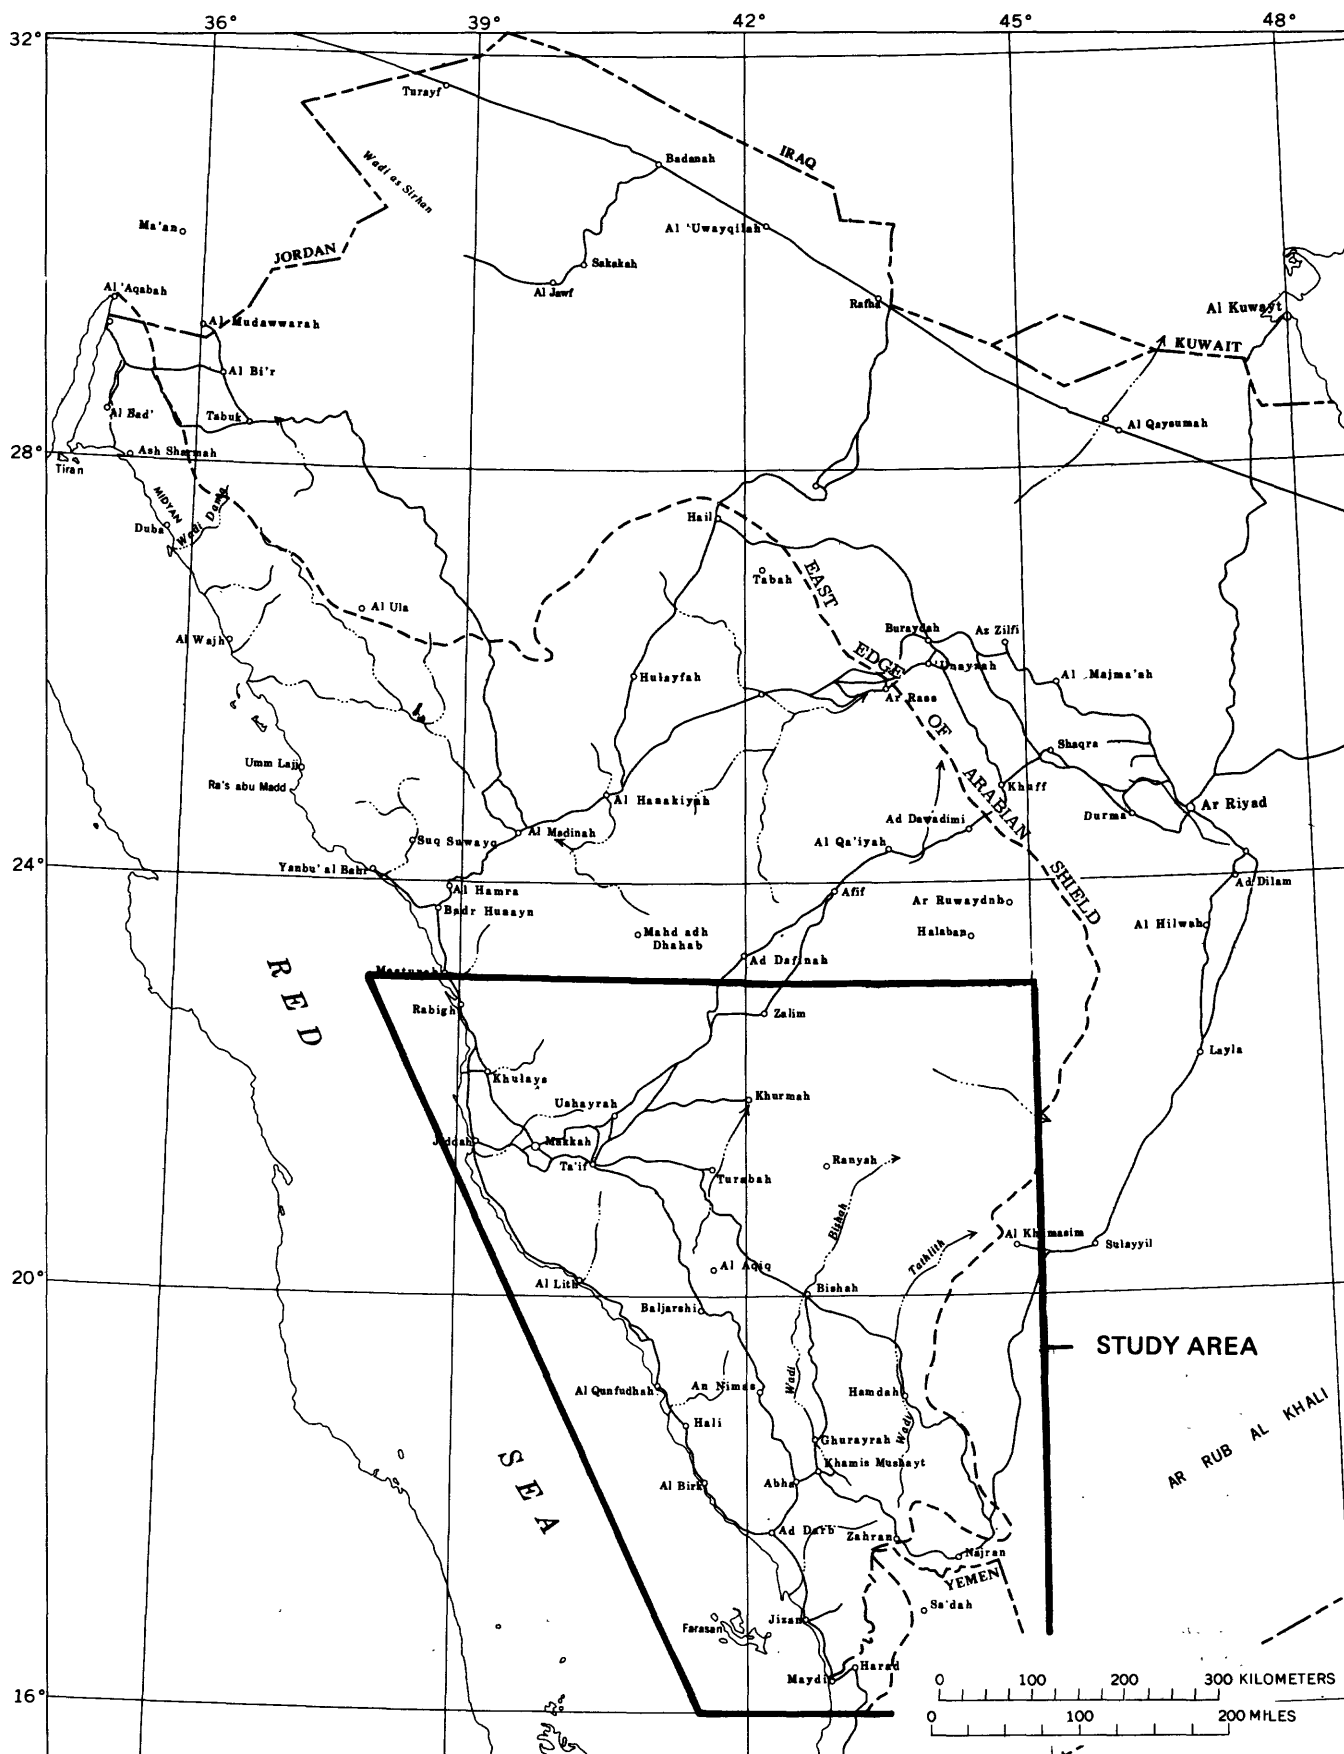 36° 39° 42° 45° 48°
32°
Turayf
IRAQ
Badanah
Wadi as Sirhan
Ma'an
Al 'Uwayqilah
JORDAN
Sakakah
Al Jawf
Al 'Aqabah
Rafha
Al Kuwayt
Al Mudawwarah
KUWAIT
Al Bi'r
Al Bad'
Tabuk
Al Qaysumah
28°
Ash Sharmah
Tiran
MIDYAN
Wadi Dama
Duba
Hail
Tabah
EAST
EDGE
OF
ARABIAN
SHIELD
Al Ula
Al Wajh
Buraydah
Az Zilfi
'Unayzah
Hulayfah
Al Majma'ah
Ar Rass
Shaqra
Umm Lajj
Ra's abu Madd
Khuff
Al Hanakiyah
Ar Riyad
Durma
Ad Dawadimi
Al Madinah
Suq Suwayq
Al Qa'iyah
24°
Yanbu' al Bahr
Al Hamra
Afif
Ad Dilam
Badr Hunayn
Ar Ruwaydhb
Al Hilwah
Mahd adh
Dhahab
Halaban
Ad Dafinah
Masturah
RED
Rabigh
Zalim
Layla
Khulays
Ushayrah
Khurmah
Jiddah
Makkah
Ta'if
Turabah
Ranyah
Bishah
Al Khamasim
Sulayyil
Tathlith
Al Aqiq
20°
Al Lith
Bishah
Baljarshi
STUDY AREA
Wadi
Al Qunfudhah
An Nimas
Hamdah
AR RUB AL KHALI
Hali
Wadi
Ghurayrah
SEA
Khamis Mushayt
Al Birk
Abha
Ad Darb
Zahran
Najran
YEMEN
Sa'dah
Jizan
Farasan
Harad
Maydi
16°
0 100 200 300 KILOMETERS
0 100 200 MILES